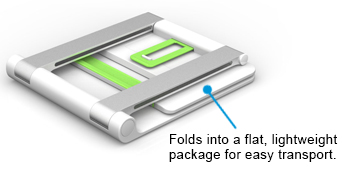 Folds into a flat, lightweight
package for easy transport.